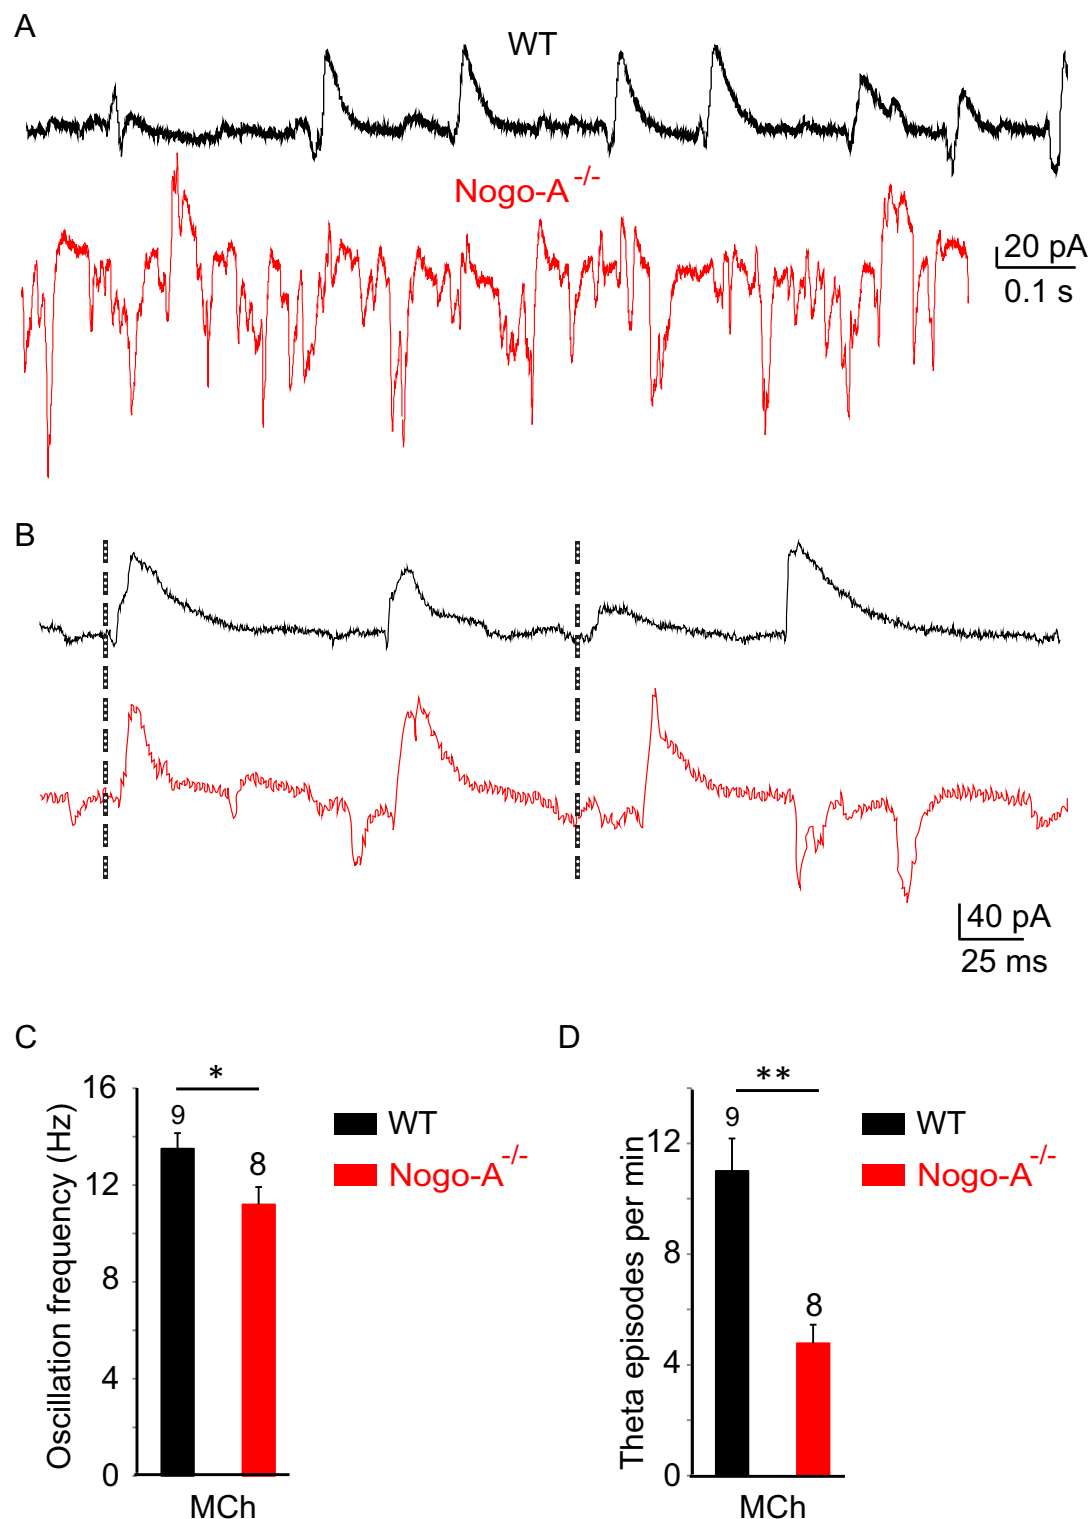 A
WT
Nogo-A-/-
20 pA
0.1 s
B
40 pA
25 ms
C
D
Oscillation frequency (Hz)
16
12
8
4
0
*
9
8
WT
Nogo-A-/-
MCh
Theta episodes per min
12
8
4
0
**
9
8
WT
Nogo-A-/-
MCh